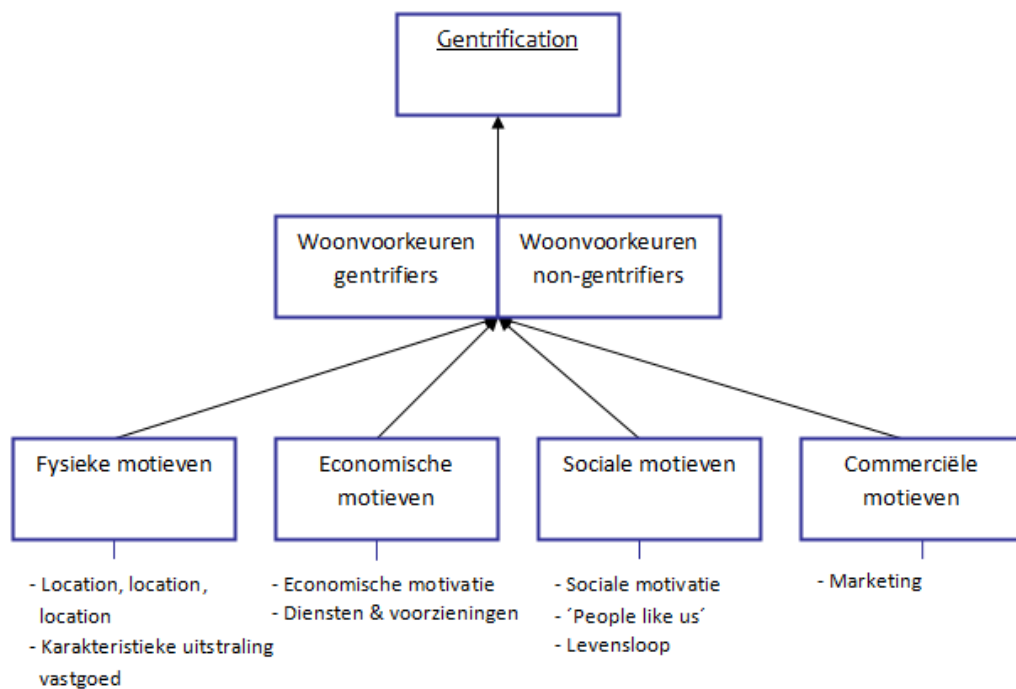 Gentrification
Woonvoorkeuren
gentrifiers
Woonvoorkeuren
non-gentrifiers
Fysieke motieven
Economische
motieven
Sociale motieven
Commerciële
motieven
- Location, location,
location
- Karakteristieke uitstraling
vastgoed
- Economische motivatie
- Diensten & voorzieningen
- Sociale motivatie
- ´People like us´
- Levensloop
- Marketing